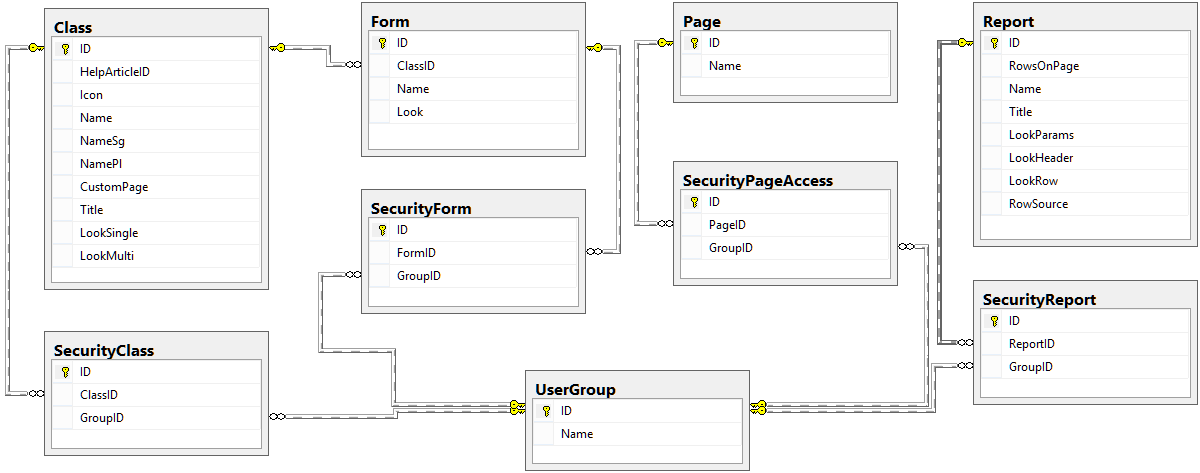 Class
ID
HelpArticleID
Icon
Name
NameSg
NamePl
CustomPage
Title
LookSingle
LookMulti
Form
ID
ClassID
Name
Look
Page
ID
Name
Report
ID
RowsOnPage
Name
Title
LookParams
LookHeader
LookRow
RowSource
SecurityForm
ID
FormID
GroupID
SecurityPageAccess
ID
PageID
GroupID
SecurityReport
ID
ReportID
GroupID
SecurityClass
ID
ClassID
GroupID
UserGroup
ID
Name